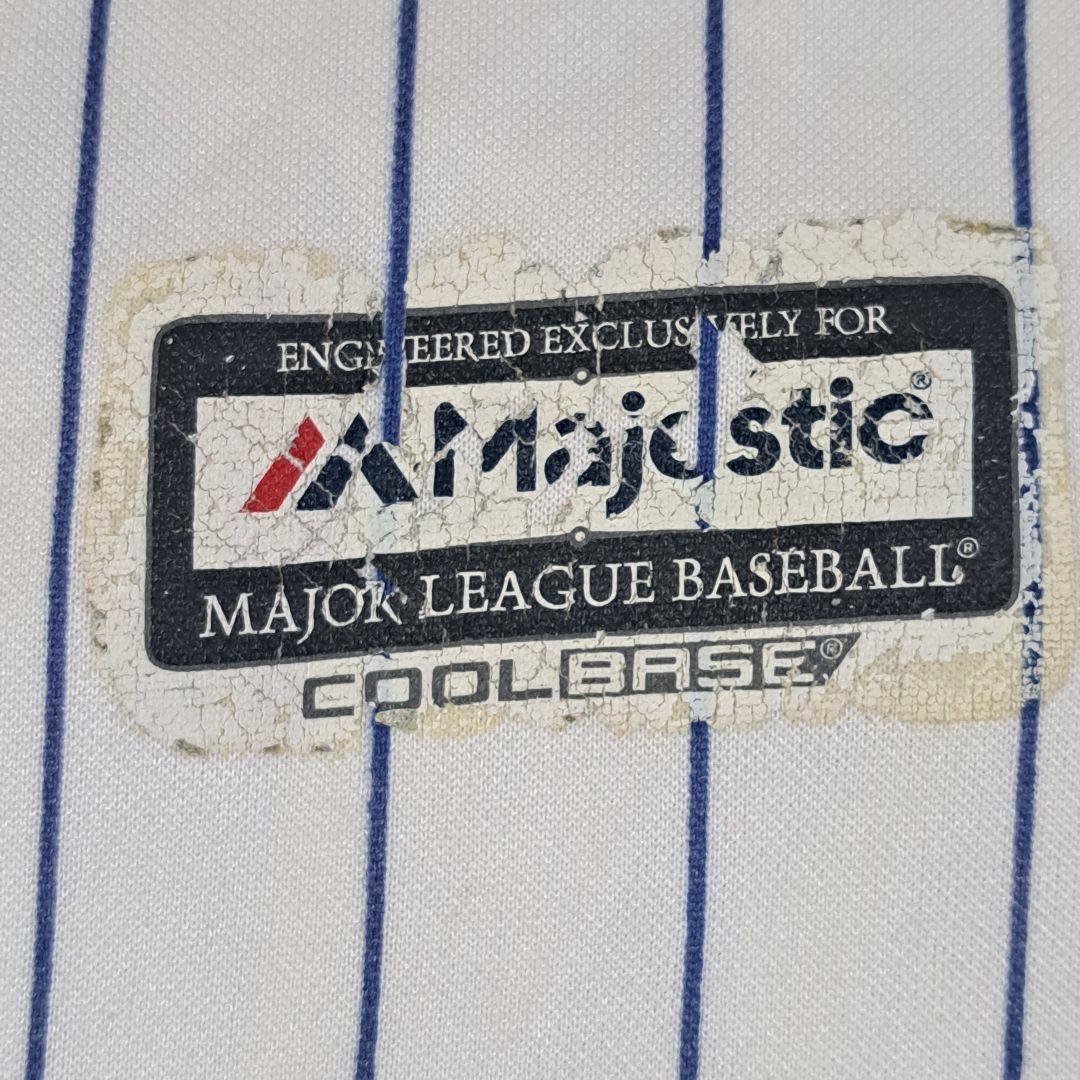 ENGINEERED EXCLUSIVELY FOR
Majestic®
MAJOR LEAGUE BASEBALL®
COOLBASE®